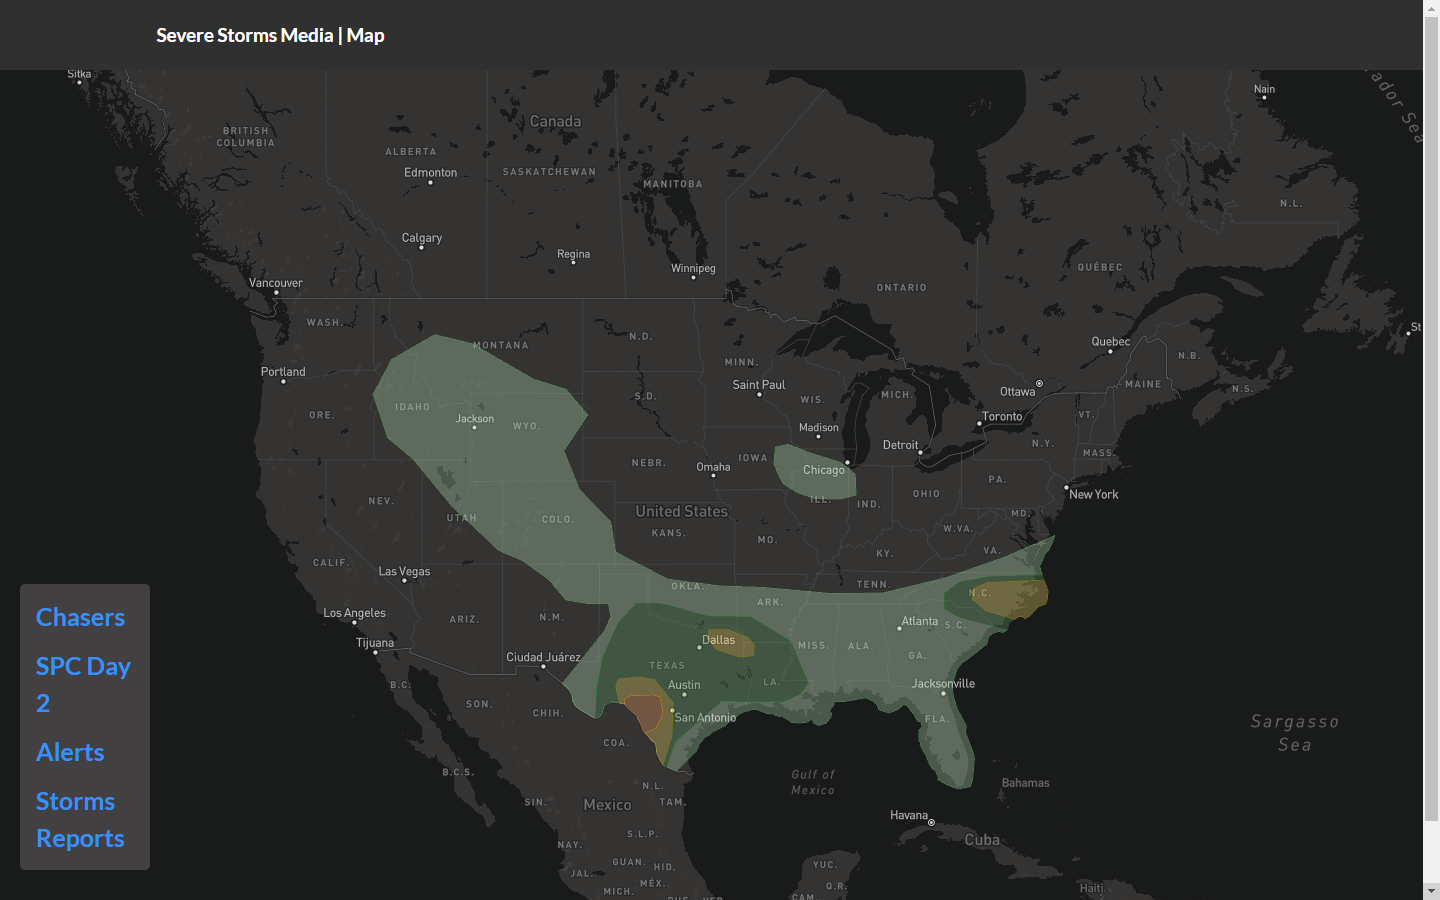 Severe Storms Media | Map
Sitka
Nain
ador Sea
Canada
BRITISH
COLUMBIA
ALBERTA
Edmonton
SASKATCHEWAN
MANITOBA
N.L.
Calgary
Regina
Winnipeg
QUÉBEC
Vancouver
ONTARIO
WASH.
St
N.D.
MONTANA
Quebec
N.B.
MINN.
Portland
Saint Paul
MAINE
N.S.
Ottawa
MICH.
S.D.
WIS.
IDAHO
ORE.
Jackson
WYO.
Toronto
VT.
Madison
Detroit
N.Y.
MASS.
IOWA
NEBR.
Omaha
Chicago
PA.
New York
OHIO
ILL.
IND.
NEV.
United States
MD.
UTAH
COLO.
KANS.
MO.
W.VA.
KY.
VA.
CALIF.
Las Vegas
OKLA.
TENN.
N.C.
ARK.
Los Angeles
ARIZ.
N.M.
Atlanta
S.C.
Tijuana
Dallas
MISS.
ALA.
GA.
Ciudad Juárez
TEXAS
B.C.
Austin
LA.
Jacksonville
SON.
CHIH.
San Antonio
FLA.
Sargasso
Sea
COA.
B.C.S.
Gulf of
Mexico
Bahamas
N.L.
SIN.
Mexico
TAM.
Havana
S.L.P.
Cuba
NAY.
GUAN.
HID.
YUC.
JAL.
MÉX.
MICH.
Q.R.
CAM.
Haiti
PUE.
VER.
Chasers
SPC Day
2
Alerts
Storms
Reports